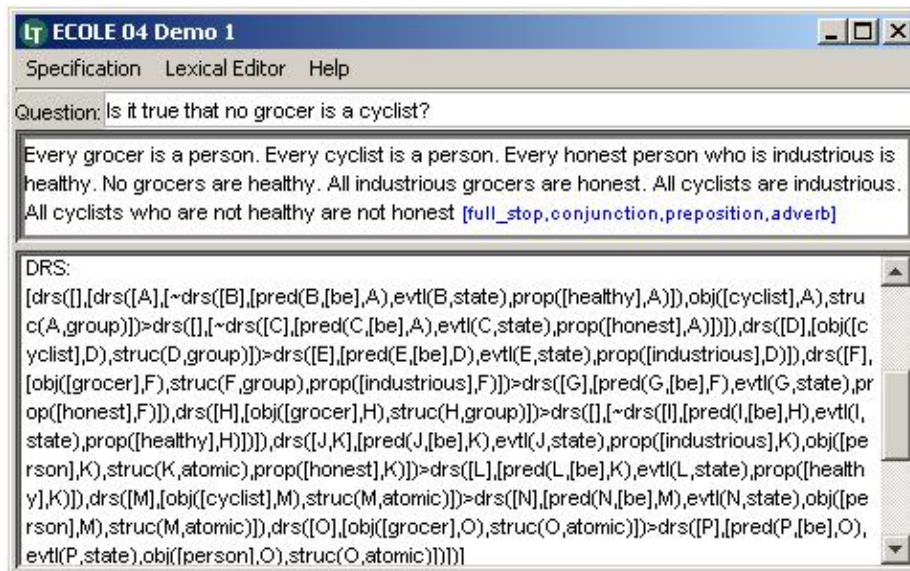 LT ECOLE 04 Demo 1
Specification Lexical Editor Help
Question: Is it true that no grocer is a cyclist?
Every grocer is a person. Every cyclist is a person. Every honest person who is industrious is
healthy. No grocers are healthy. All industrious grocers are honest. All cyclists are industrious.
All cyclists who are not healthy are not honest [full_stop,conjunction,preposition,adverb]
DRS:
[drs([],[drs([A],[~drs([B],[pred(B,[be],A),evtl(B,state),prop([healthy],A)]),obj([cyclist],A),stru
c(A,group)])>drs([],[~drs([C],[pred(C,[be],A),evtl(C,state),prop([honest],A)])]),drs([D],[obj([c
yclist],D),struc(D,group)])>drs([E],[pred(E,[be],D),evtl(E,state),prop([industrious],D)]),drs([F],
[obj([grocer],F),struc(F,group),prop([industrious],F)])>drs([G],[pred(G,[be],F),evtl(G,state),pr
op([honest],F)]),drs([H],[obj([grocer],H),struc(H,group)])>drs([],[~drs([I],[pred(I,[be],H),evtl(I,
state),prop([healthy],H)])]),drs([J,K],[pred(J,[be],K),evtl(J,state),prop([industrious],K),obj([pe
rson],K),struc(K,atomic),prop([honest],K)])>drs([L],[pred(L,[be],K),evtl(L,state),prop([health
y],K)]),drs([M],[obj([cyclist],M),struc(M,atomic)])>drs([N],[pred(N,[be],M),evtl(N,state),obj([pe
rson],M),struc(M,atomic)]),drs([O],[obj([grocer],O),struc(O,atomic)])>drs([P],[pred(P,[be],O),
evtl(P,state),obj([person],O),struc(O,atomic)])])]